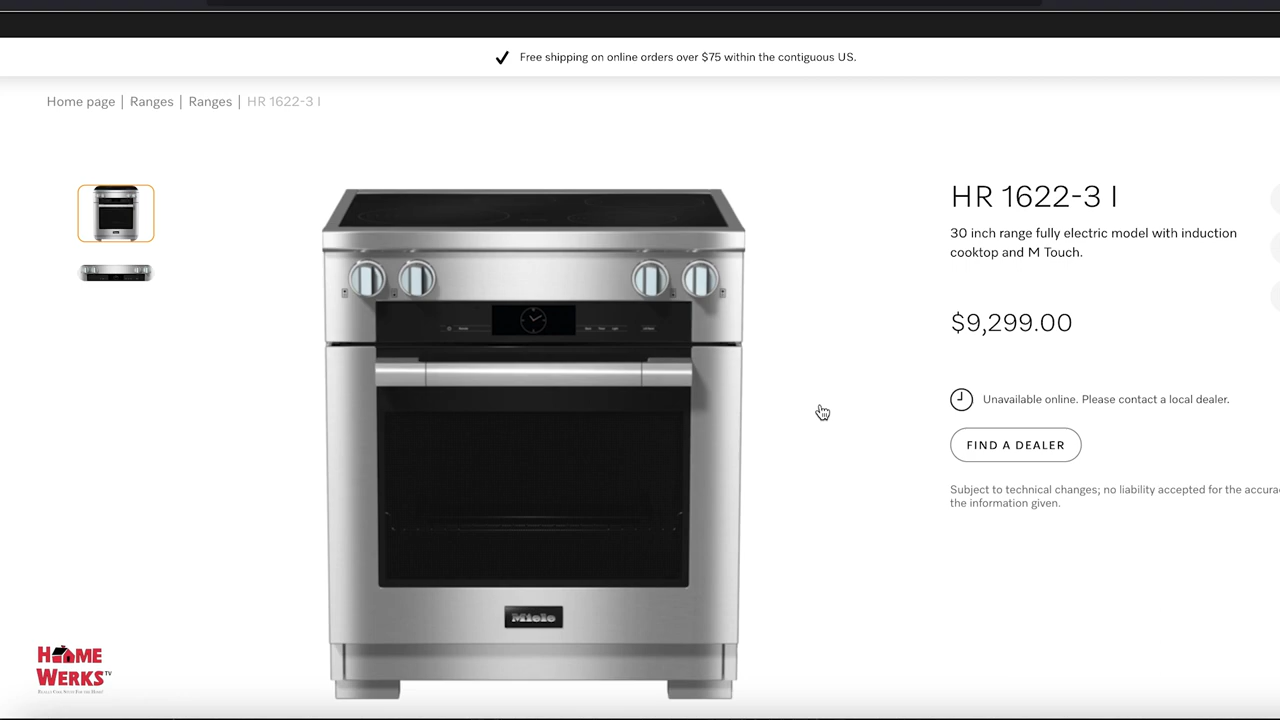 Free shipping on online orders over $75 within the contiguous US.
Home page | Ranges | Ranges | HR 1622-3 I
HR 1622-3 I
30 inch range fully electric model with induction
cooktop and M Touch.
$9,299.00
Unavailable online. Please contact a local dealer.
FIND A DEALER
Subject to technical changes; no liability accepted for the
the information given.
Miele
HOME
WERKS TV